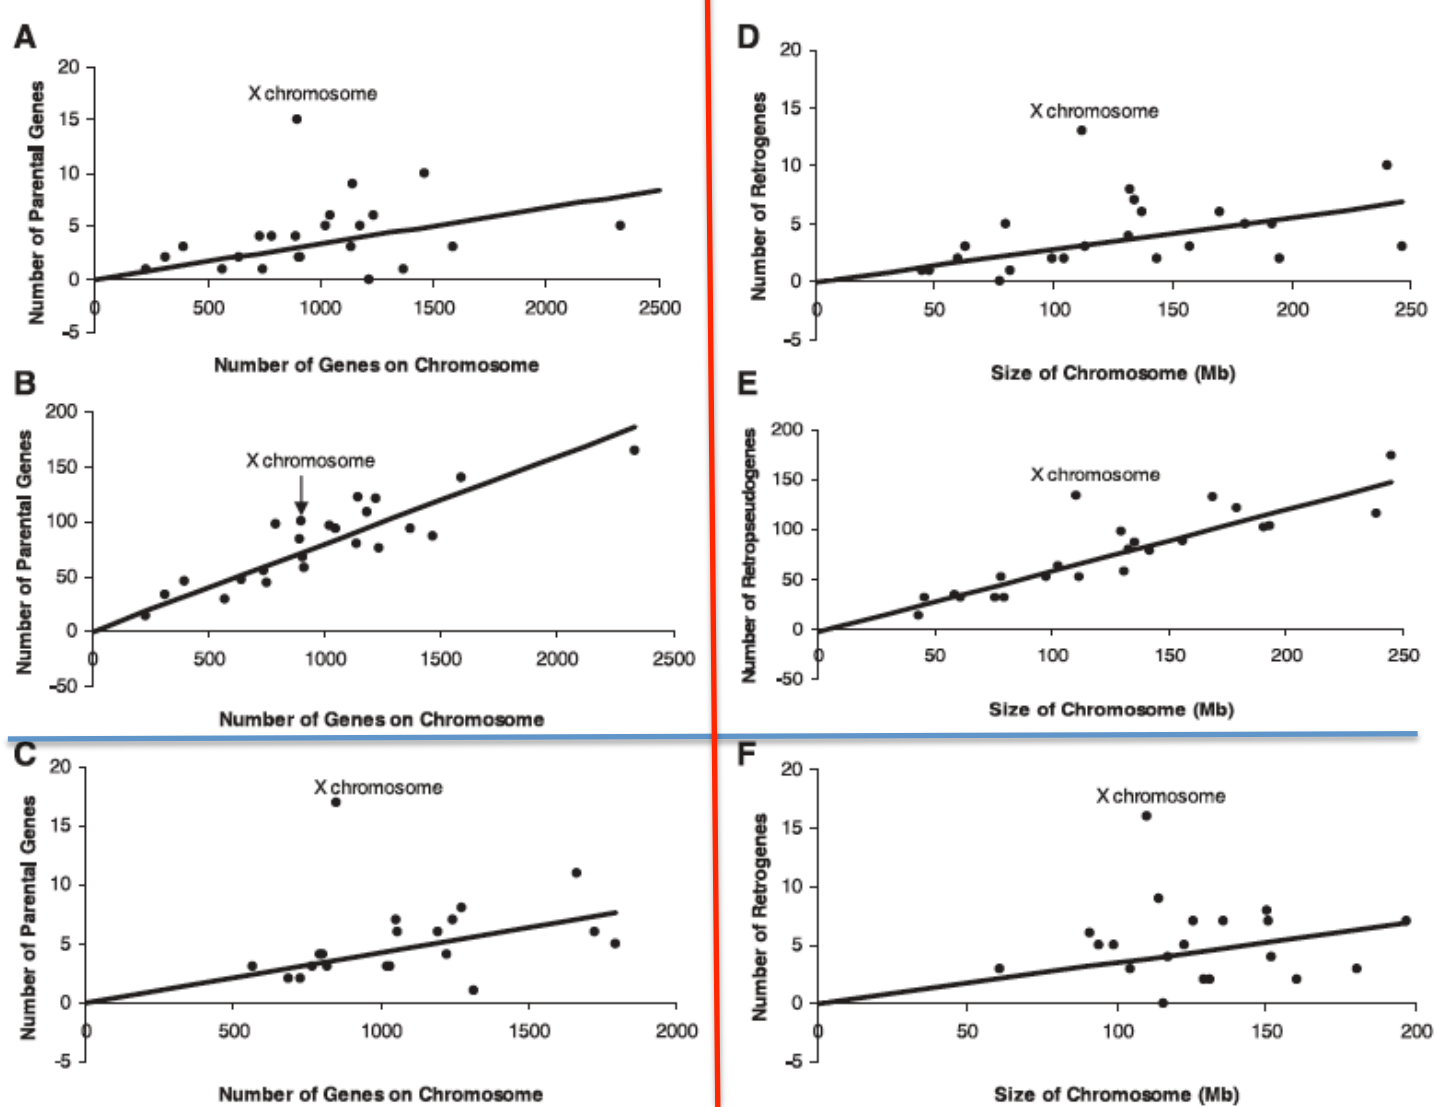 A
20
15
10
5
0
-5
Number of Parental Genes
X chromosome
0 500 1000 1500 2000 2500
Number of Genes on Chromosome
B
200
150
100
50
0
-50
Number of Parental Genes
X chromosome
0 500 1000 1500 2000 2500
Number of Genes on Chromosome
C
20
15
10
5
0
-5
Number of Parental Genes
X chromosome
0 500 1000 1500 2000
Number of Genes on Chromosome
D
20
15
10
5
0
-5
Number of Retrogenes
X chromosome
0 50 100 150 200 250
Size of Chromosome (Mb)
E
200
150
100
50
0
-50
Number of Retropseudogenes
X chromosome
0 50 100 150 200 250
Size of Chromosome (Mb)
F
20
15
10
5
0
-5
Number of Retrogenes
X chromosome
0 50 100 150 200
Size of Chromosome (Mb)